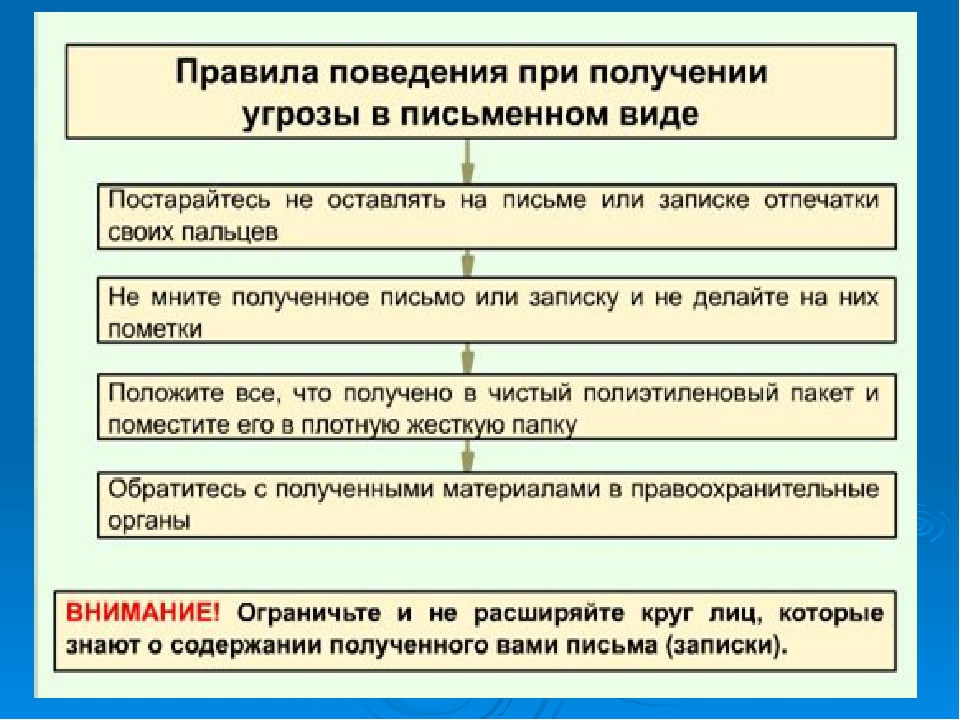 Правила поведения при получении
угрозы в письменном виде
Постарайтесь не оставлять на письме или записке отпечатки
своих пальцев
Не мните полученное письмо или записку и не делайте на них
пометки
Положите все, что получено в чистый полиэтиленовый пакет и
поместите его в плотную жесткую папку
Обратитесь с полученными материалами в правоохранительные
органы
ВНИМАНИЕ! Ограничьте и не расширяйте круг лиц, которые
знают о содержании полученного вами письма (записки).